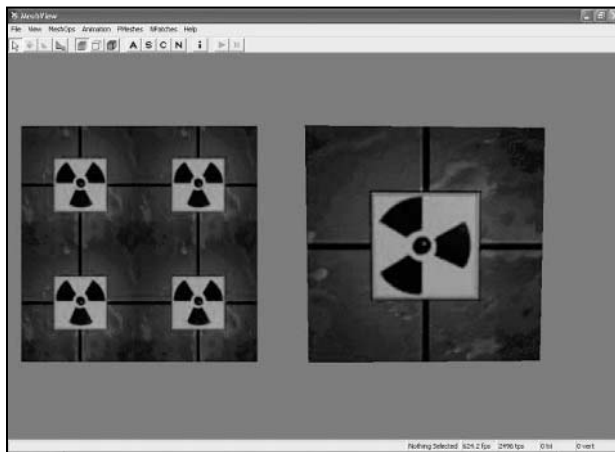 MeshView
File View MeshOps Animation PMeshes NPatches Help
A S C N i
Nothing Selected 624.2 fps 2496 tps 0 tri 0 vert